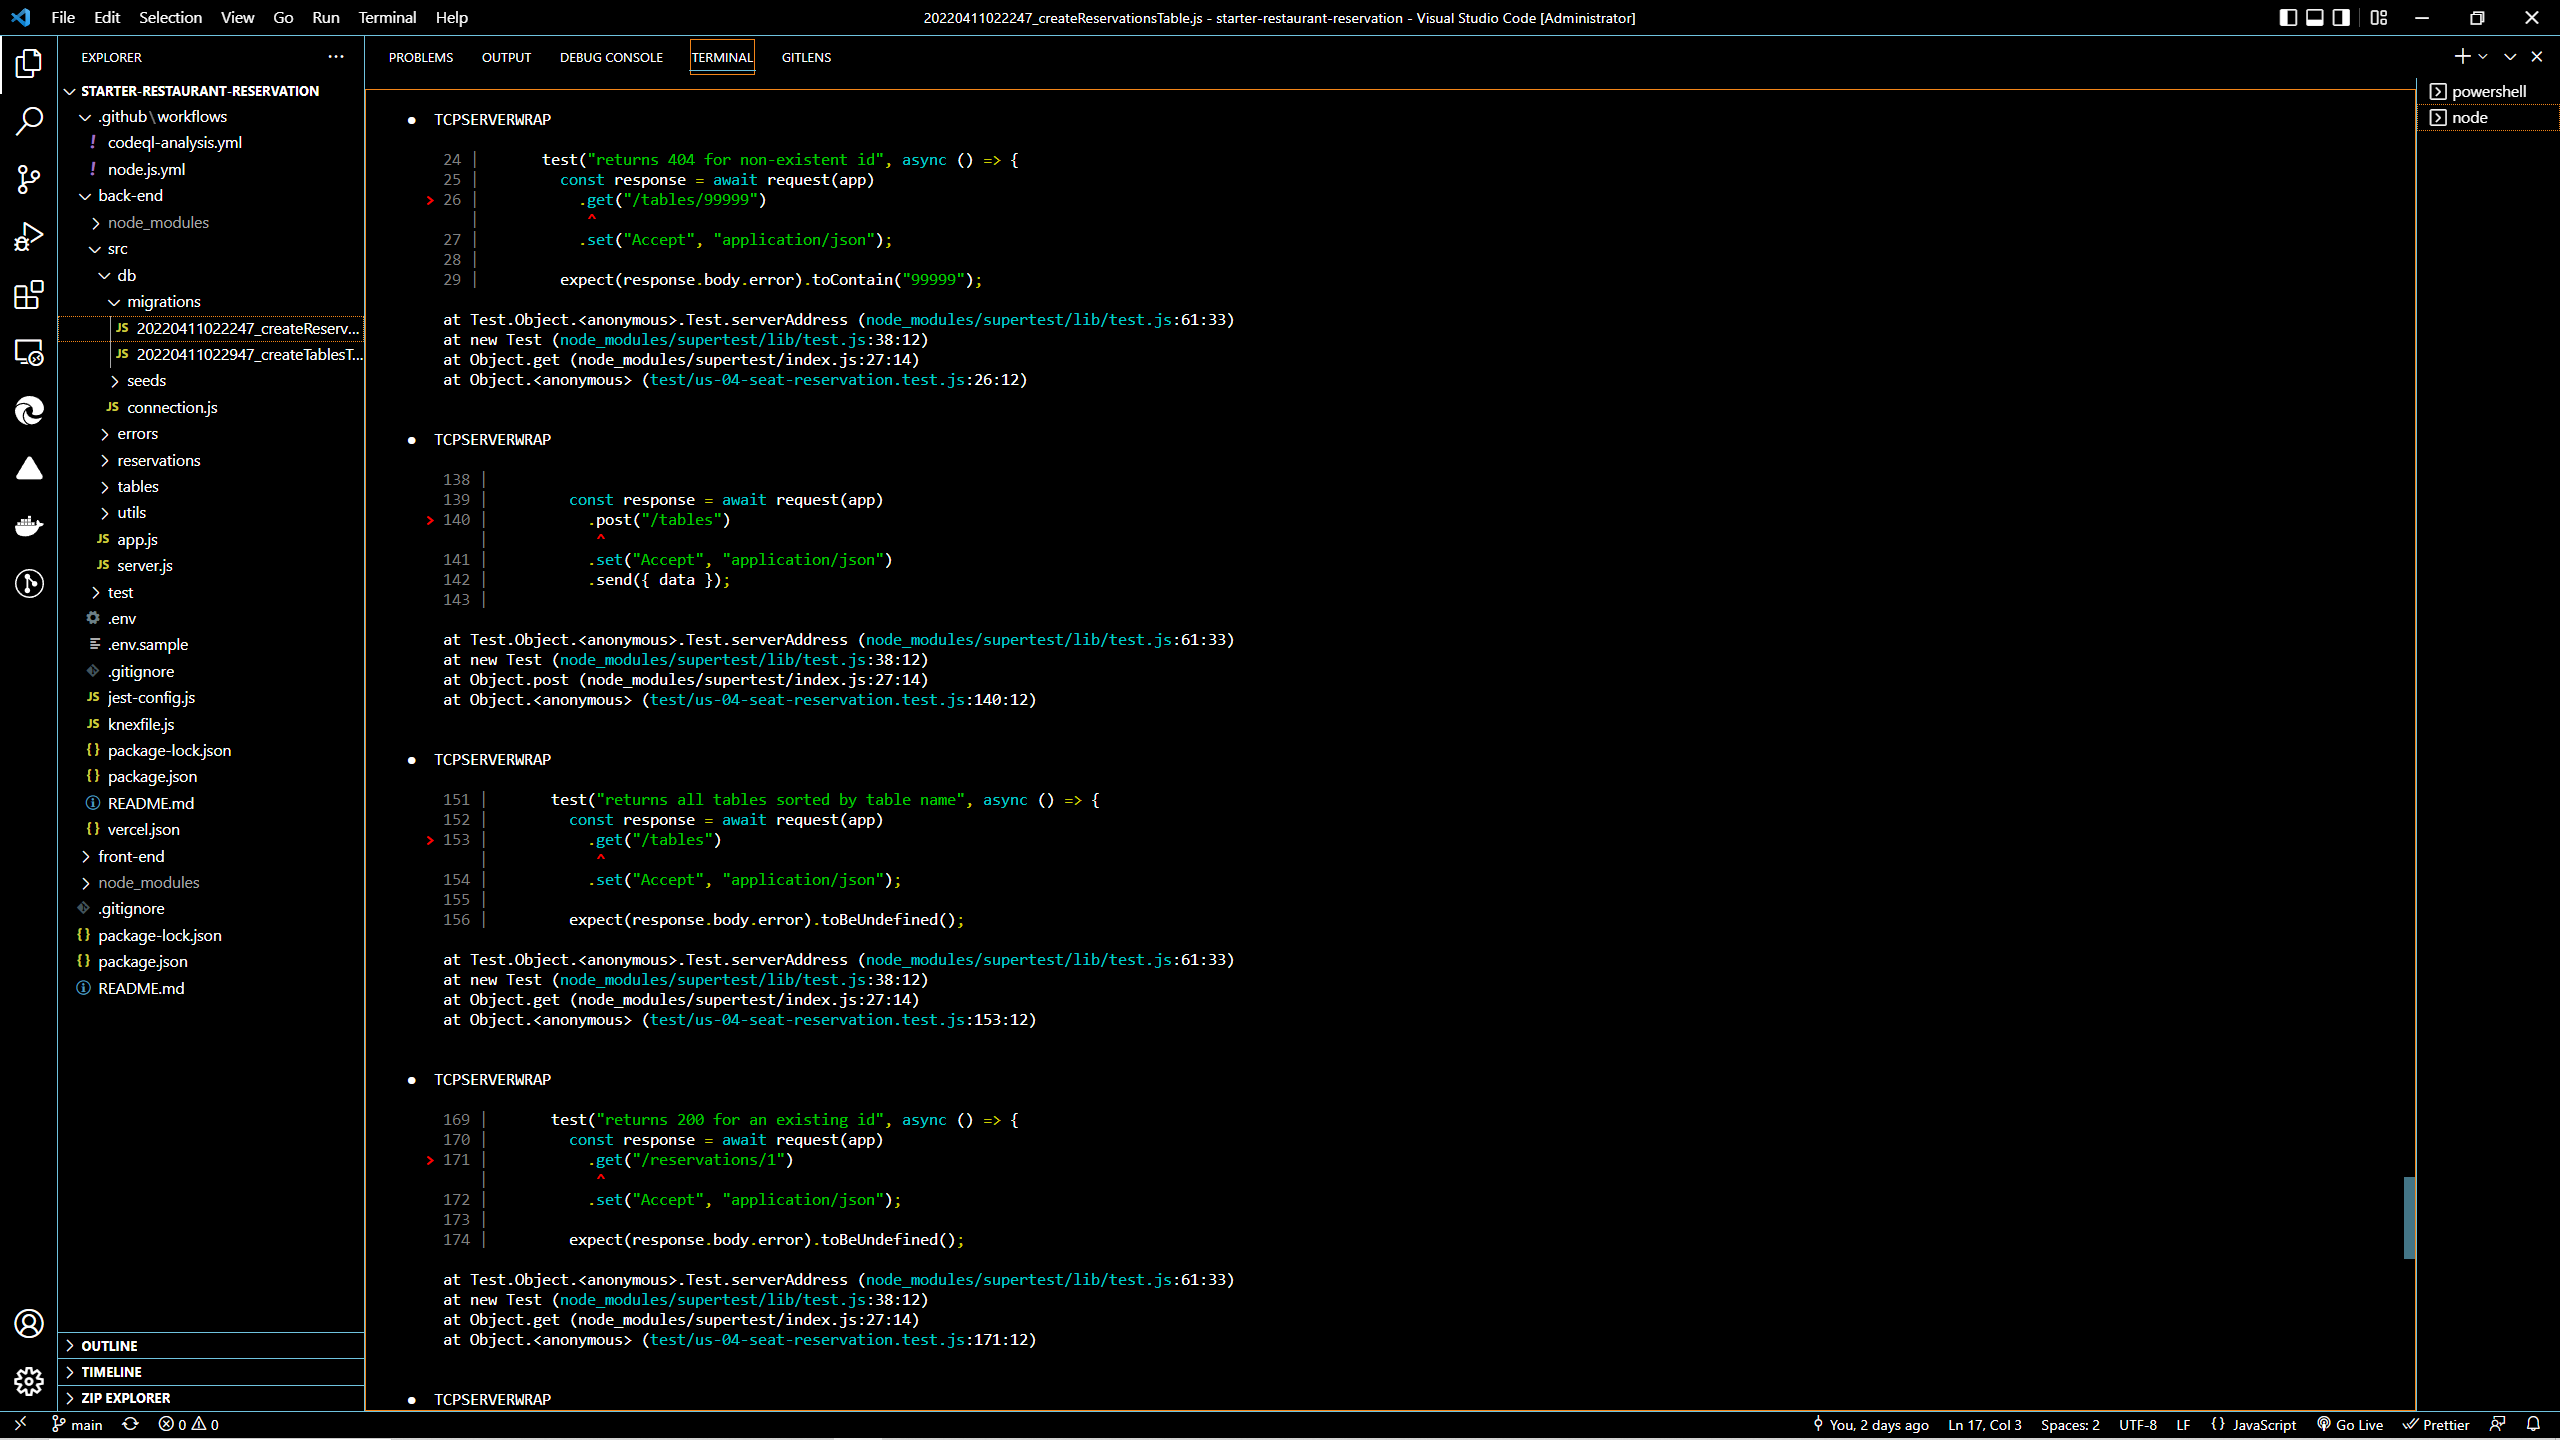 File Edit Selection View Go Run Terminal Help
20220411022247_createReservationsTable.js - starter-restaurant-reservation - Visual Studio Code [Administrator]
EXPLORER
STARTER-RESTAURANT-RESERVATION
.github\workflows
! codeql-analysis.yml
! node.js.yml
back-end
node_modules
src
db
migrations
JS 20220411022247_createReserv...
JS 20220411022947_createTablesT...
seeds
JS connection.js
errors
reservations
tables
utils
JS app.js
JS server.js
test
.env
.env.sample
.gitignore
JS jest-config.js
JS knexfile.js
{} package-lock.json
{} package.json
README.md
{} vercel.json
front-end
node_modules
.gitignore
{} package-lock.json
{} package.json
README.md
OUTLINE
TIMELINE
ZIP EXPLORER
PROBLEMS OUTPUT DEBUG CONSOLE TERMINAL GITLENS
● TCPSERVERWRAP
24 | test("returns 404 for non-existent id", async () => {
25 | const response = await request(app)
> 26 | .get("/tables/99999")
| ^
27 | .set("Accept", "application/json");
28 |
29 | expect(response.body.error).toContain("99999");
at Test.Object.<anonymous>.Test.serverAddress (node_modules/supertest/lib/test.js:61:33)
at new Test (node_modules/supertest/lib/test.js:38:12)
at Object.get (node_modules/supertest/index.js:27:14)
at Object.<anonymous> (test/us-04-seat-reservation.test.js:26:12)
● TCPSERVERWRAP
138 |
139 | const response = await request(app)
> 140 | .post("/tables")
| ^
141 | .set("Accept", "application/json")
142 | .send({ data });
143 |
at Test.Object.<anonymous>.Test.serverAddress (node_modules/supertest/lib/test.js:61:33)
at new Test (node_modules/supertest/lib/test.js:38:12)
at Object.post (node_modules/supertest/index.js:27:14)
at Object.<anonymous> (test/us-04-seat-reservation.test.js:140:12)
● TCPSERVERWRAP
151 | test("returns all tables sorted by table name", async () => {
152 | const response = await request(app)
> 153 | .get("/tables")
| ^
154 | .set("Accept", "application/json");
155 |
156 | expect(response.body.error).toBeUndefined();
at Test.Object.<anonymous>.Test.serverAddress (node_modules/supertest/lib/test.js:61:33)
at new Test (node_modules/supertest/lib/test.js:38:12)
at Object.get (node_modules/supertest/index.js:27:14)
at Object.<anonymous> (test/us-04-seat-reservation.test.js:153:12)
● TCPSERVERWRAP
169 | test("returns 200 for an existing id", async () => {
170 | const response = await request(app)
> 171 | .get("/reservations/1")
| ^
172 | .set("Accept", "application/json");
173 |
174 | expect(response.body.error).toBeUndefined();
at Test.Object.<anonymous>.Test.serverAddress (node_modules/supertest/lib/test.js:61:33)
at new Test (node_modules/supertest/lib/test.js:38:12)
at Object.get (node_modules/supertest/index.js:27:14)
at Object.<anonymous> (test/us-04-seat-reservation.test.js:171:12)
● TCPSERVERWRAP
powershell
node
main 0 0 You, 2 days ago Ln 17, Col 3 Spaces: 2 UTF-8 LF {} JavaScript Go Live Prettier